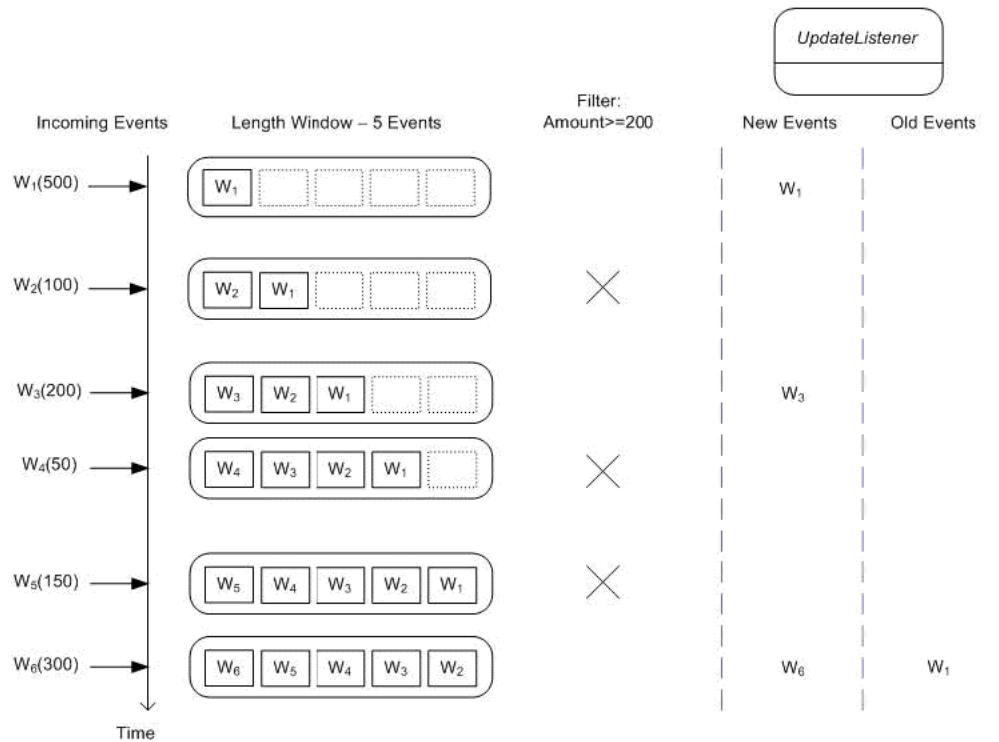 UpdateListener
Filter:
Incoming Events Length Window – 5 Events Amount>=200 New Events Old Events
W₁(500) W₁ W₁
W₂(100) W₂ W₁
W₃(200) W₃ W₂ W₁ W₃
W₄(50) W₄ W₃ W₂ W₁
W₅(150) W₅ W₄ W₃ W₂ W₁
W₆(300) W₆ W₅ W₄ W₃ W₂ W₆ W₁
Time